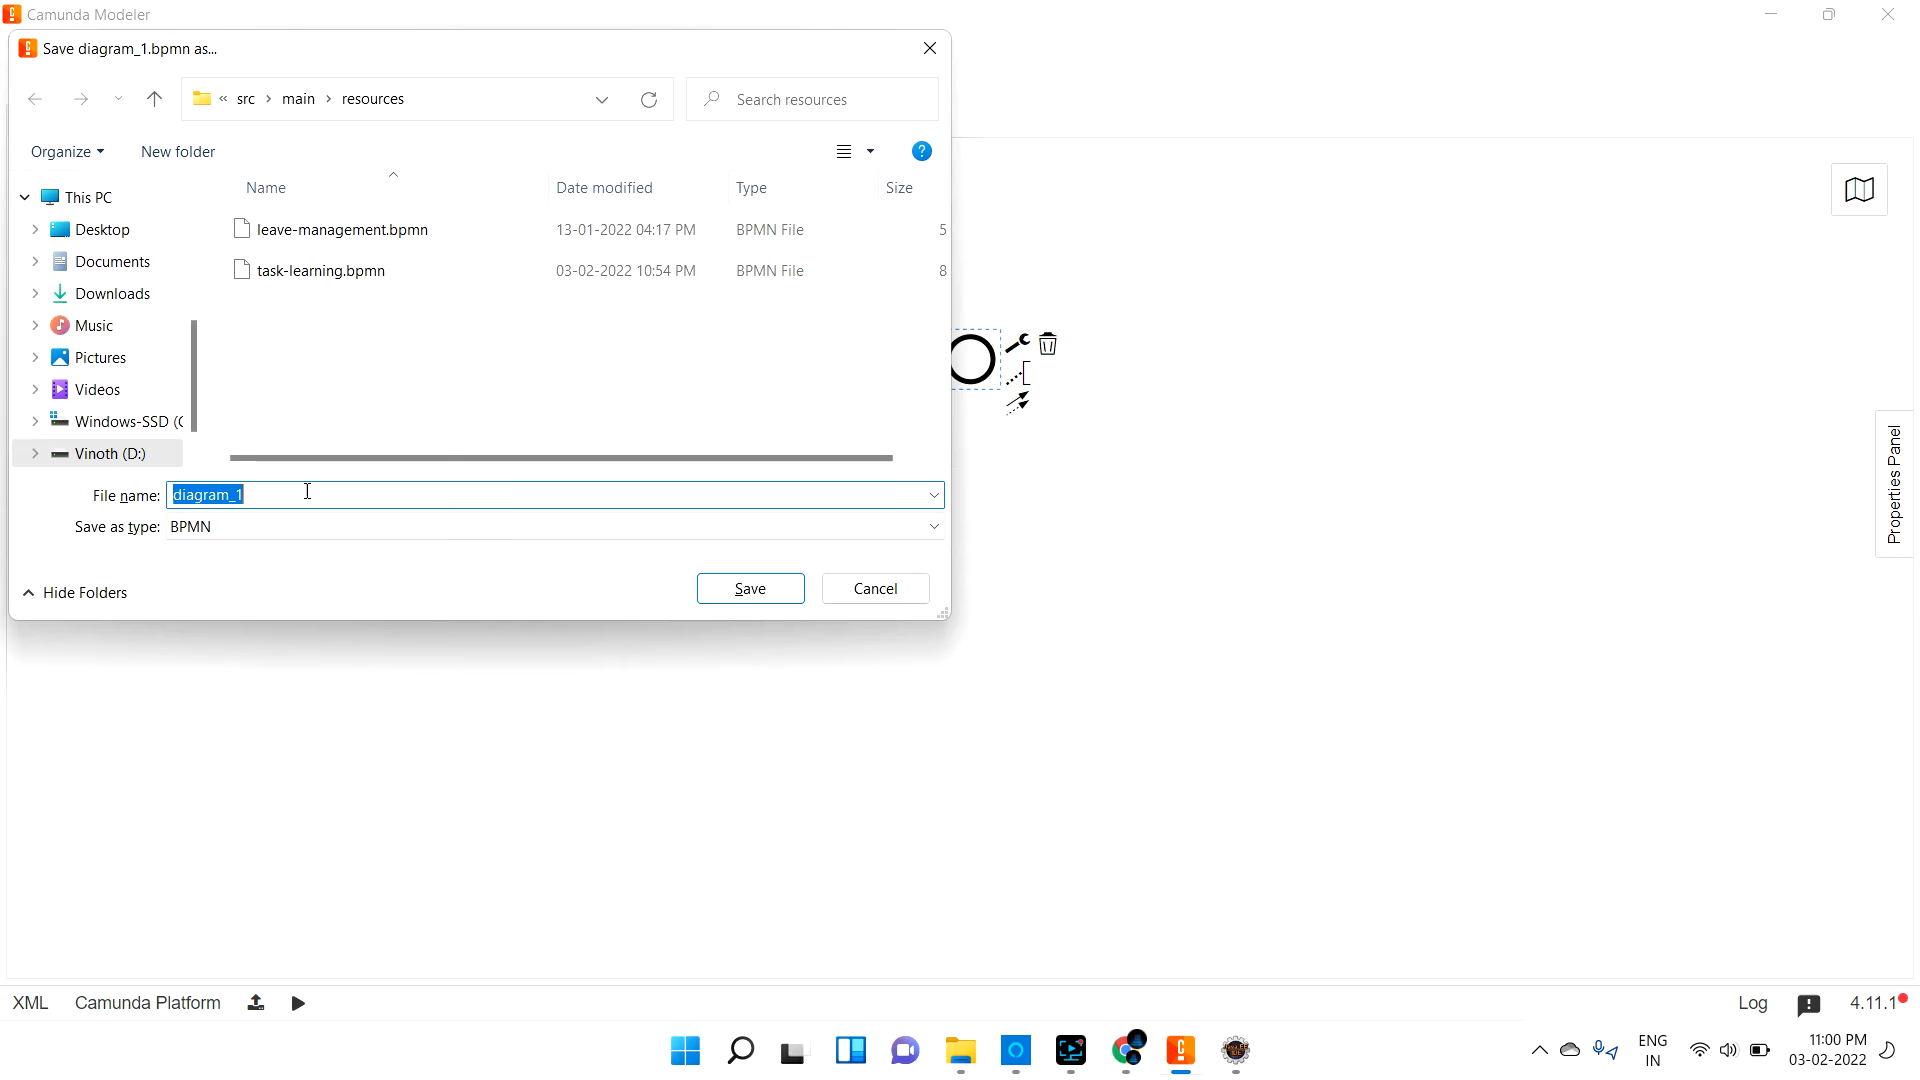 Camunda Modeler
Save diagram_1.bpmn as...
« src > main > resources
Search resources
Organize
New folder
Name
Date modified
Type
Size
This PC
Desktop
Documents
Downloads
Music
Pictures
Videos
Windows-SSD (C
Vinoth (D:)
leave-management.bpmn 13-01-2022 04:17 PM BPMN File 5
task-learning.bpmn 03-02-2022 10:54 PM BPMN File 8
File name: diagram_1
Save as type: BPMN
Hide Folders
Save
Cancel
Properties Panel
XML
Camunda Platform
Log
4.11.1
ENG
IN
11:00 PM
03-02-2022